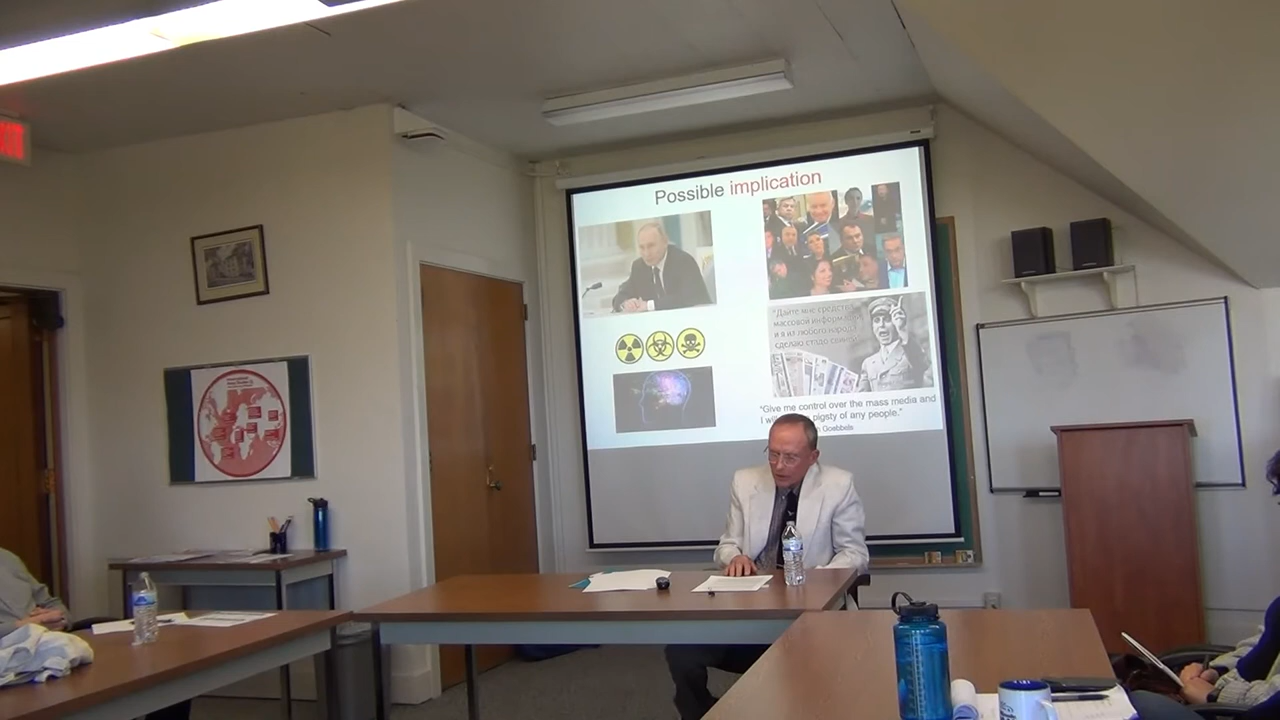 Possible implication
"Дайте мне средства
массовой информации
и я из любого народа
сделаю стадо свиней
"Give me control over the mass media and
I will pigsty of any people."
Goebbels